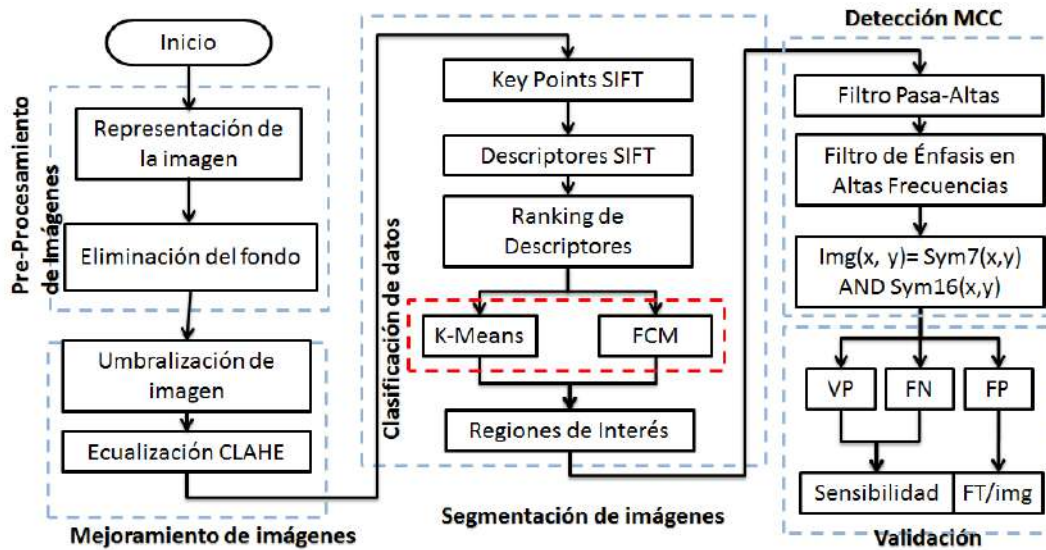 Inicio
Pre-Procesamiento
de Imágenes
Representación de
la imagen
Eliminación del fondo
Umbralización de
imagen
Ecualización CLAHE
Mejoramiento de imágenes
Clasificación de datos
Key Points SIFT
Descriptores SIFT
Ranking de
Descriptores
K-Means
FCM
Regiones de Interés
Segmentación de imágenes
Detección MCC
Filtro Pasa-Altas
Filtro de Énfasis en
Altas Frecuencias
Img(x, y)= Sym7(x,y)
AND Sym16(x,y)
VP
FN
FP
Sensibilidad
FT/img
Validación